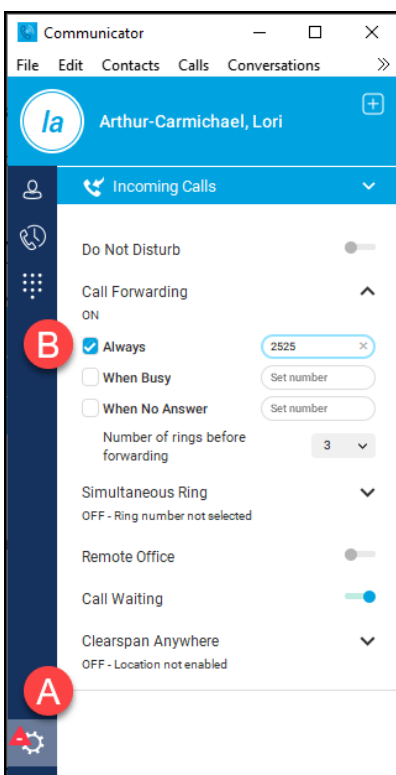 Communicator
File Edit Contacts Calls Conversations
la
Arthur-Carmichael, Lori
Incoming Calls
Do Not Disturb
Call Forwarding
ON
B
Always 2525
When Busy Set number
When No Answer Set number
Number of rings before
forwarding 3
Simultaneous Ring
OFF - Ring number not selected
Remote Office
Call Waiting
Clearspan Anywhere
OFF - Location not enabled
A